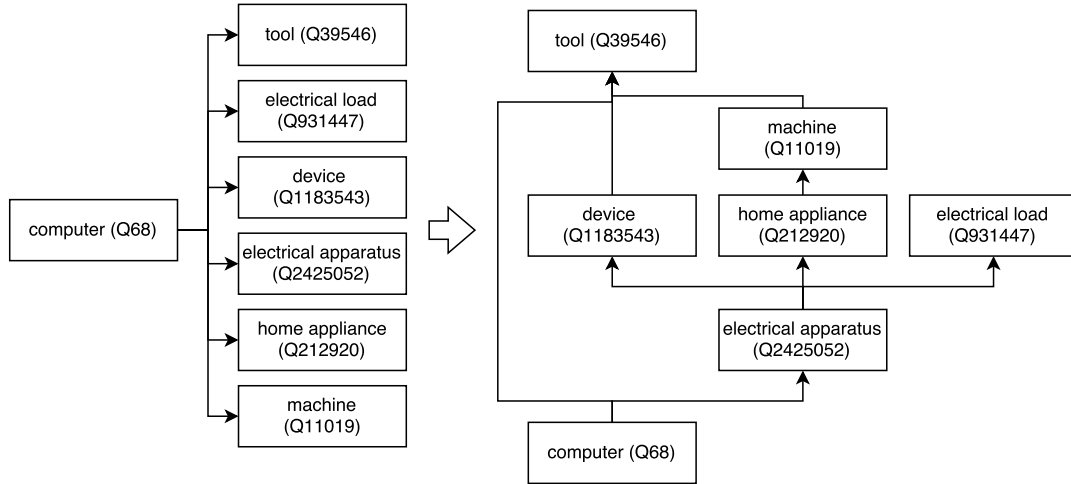 computer (Q68)
tool (Q39546)
electrical load
(Q931447)
device
(Q1183543)
electrical apparatus
(Q2425052)
home appliance
(Q212920)
machine
(Q11019)
tool (Q39546)
machine
(Q11019)
device
(Q1183543)
home appliance
(Q212920)
electrical load
(Q931447)
electrical apparatus
(Q2425052)
computer (Q68)